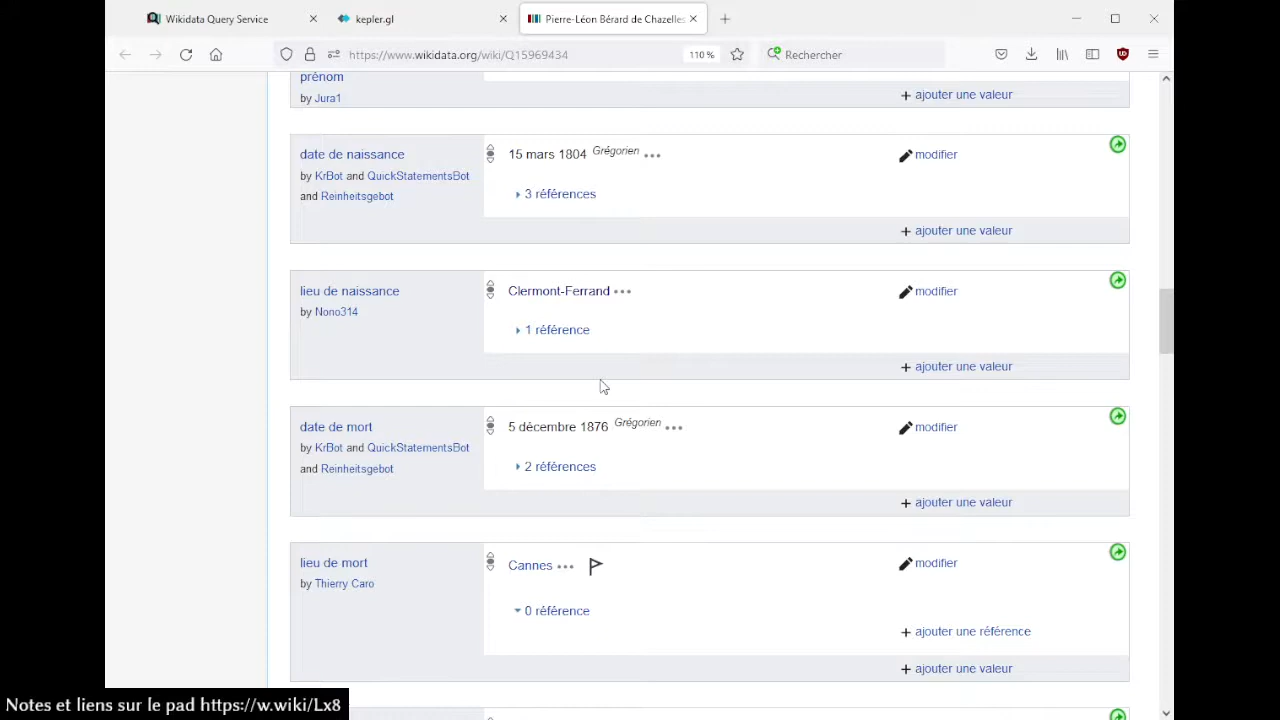 Wikidata Query Service
kepler.gl
Pierre-Léon Bérard de Chazelles
https://www.wikidata.org/wiki/Q15969434
110 %
Rechercher
prénom
by Jura1
+ ajouter une valeur
date de naissance
by KrBot and QuickStatementsBot
and Reinheitsgebot
15 mars 1804 Grégorien
modifier
3 références
+ ajouter une valeur
lieu de naissance
by Nono314
Clermont-Ferrand
modifier
1 référence
+ ajouter une valeur
date de mort
by KrBot and QuickStatementsBot
and Reinheitsgebot
5 décembre 1876 Grégorien
modifier
2 références
+ ajouter une valeur
lieu de mort
by Thierry Caro
Cannes
modifier
0 référence
+ ajouter une référence
+ ajouter une valeur
Notes et liens sur le pad https://w.wiki/Lx8